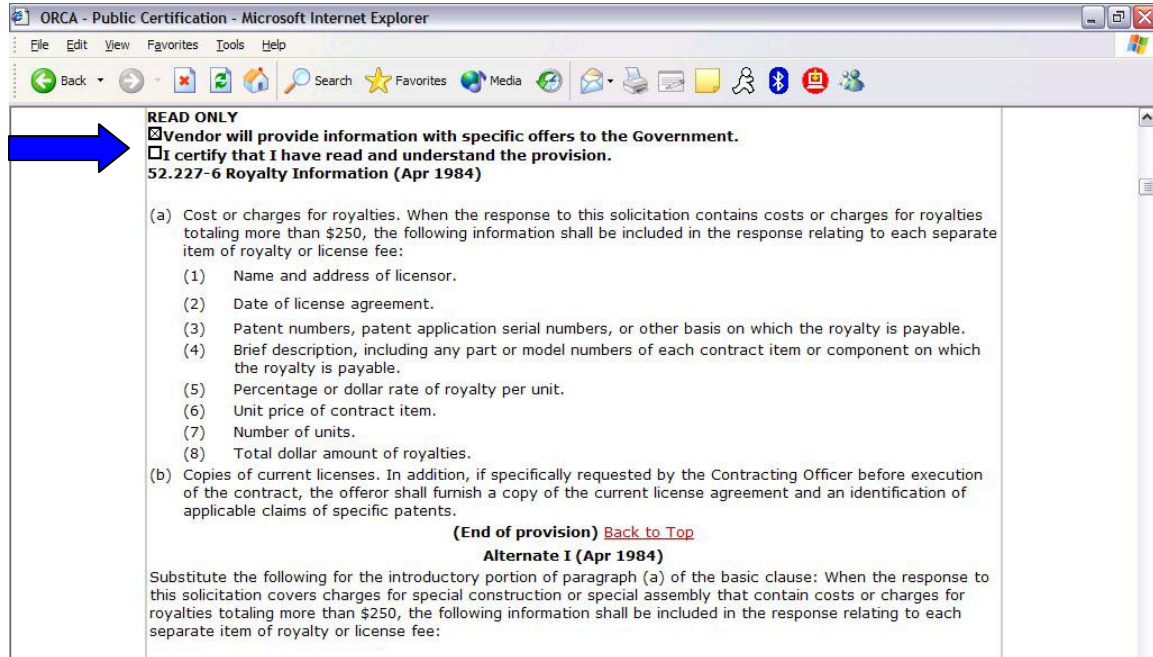 ORCA - Public Certification - Microsoft Internet Explorer
File Edit View Favorites Tools Help
Back Search Favorites Media
READ ONLY
☒Vendor will provide information with specific offers to the Government.
☐I certify that I have read and understand the provision.
52.227-6 Royalty Information (Apr 1984)
(a) Cost or charges for royalties. When the response to this solicitation contains costs or charges for royalties
totaling more than $250, the following information shall be included in the response relating to each separate
item of royalty or license fee:
(1) Name and address of licensor.
(2) Date of license agreement.
(3) Patent numbers, patent application serial numbers, or other basis on which the royalty is payable.
(4) Brief description, including any part or model numbers of each contract item or component on which
the royalty is payable.
(5) Percentage or dollar rate of royalty per unit.
(6) Unit price of contract item.
(7) Number of units.
(8) Total dollar amount of royalties.
(b) Copies of current licenses. In addition, if specifically requested by the Contracting Officer before execution
of the contract, the offeror shall furnish a copy of the current license agreement and an identification of
applicable claims of specific patents.
(End of provision) Back to Top
Alternate I (Apr 1984)
Substitute the following for the introductory portion of paragraph (a) of the basic clause: When the response to
this solicitation covers charges for special construction or special assembly that contain costs or charges for
royalties totaling more than $250, the following information shall be included in the response relating to each
separate item of royalty or license fee: